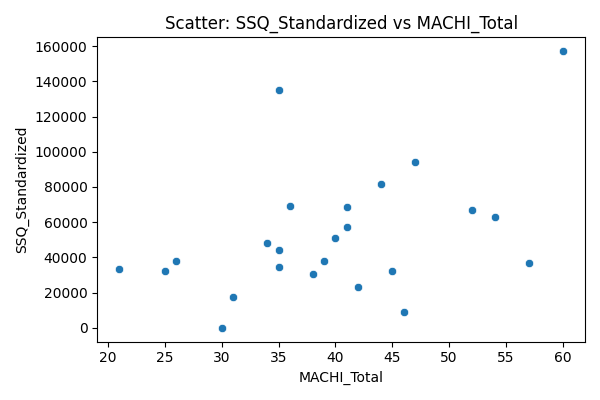 Scatter: SSQ_Standardized vs MACHI_Total
SSQ_Standardized
160000
140000
120000
100000
80000
60000
40000
20000
0
20 25 30 35 40 45 50 55 60
MACHI_Total